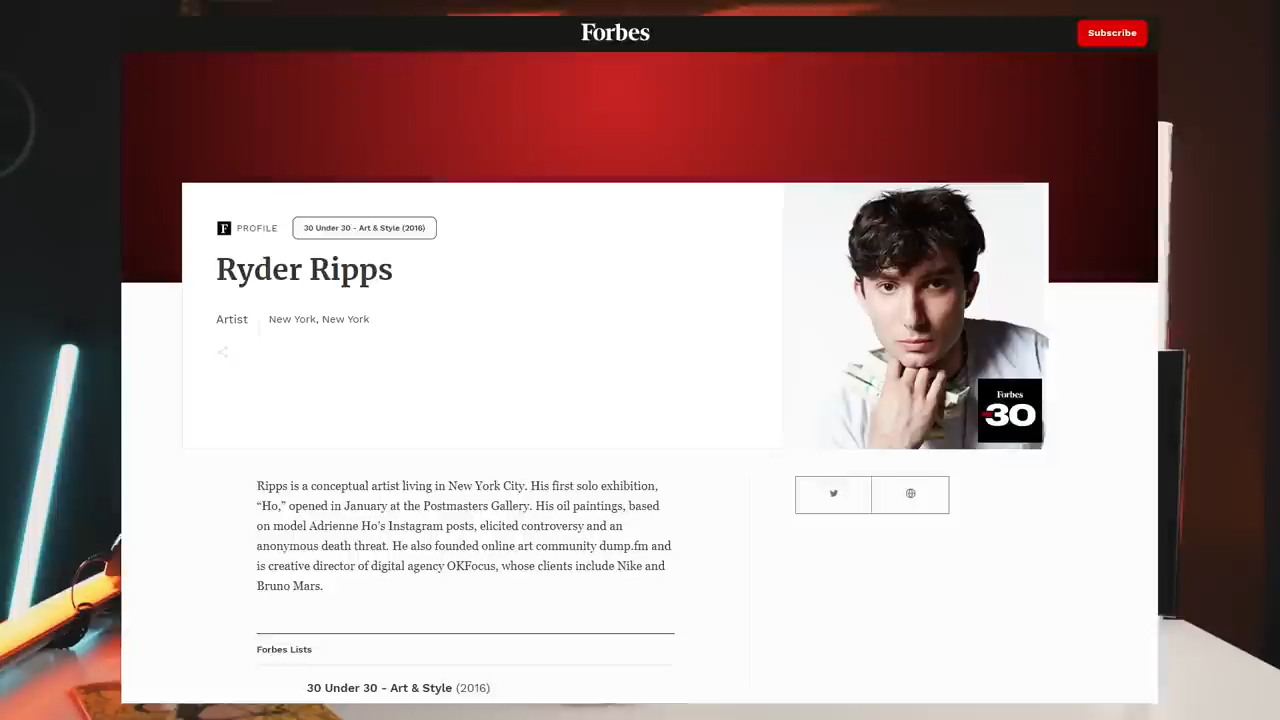 Forbes
Subscribe
F PROFILE
30 Under 30 - Art & Style (2016)
Ryder Ripps
Artist
New York, New York
Forbes
30
Ripps is a conceptual artist living in New York City. His first solo exhibition,
“Ho,” opened in January at the Postmasters Gallery. His oil paintings, based
on model Adrienne Ho’s Instagram posts, elicited controversy and an
anonymous death threat. He also founded online art community dump.fm and
is creative director of digital agency OKFocus, whose clients include Nike and
Bruno Mars.
Forbes Lists
30 Under 30 - Art & Style (2016)